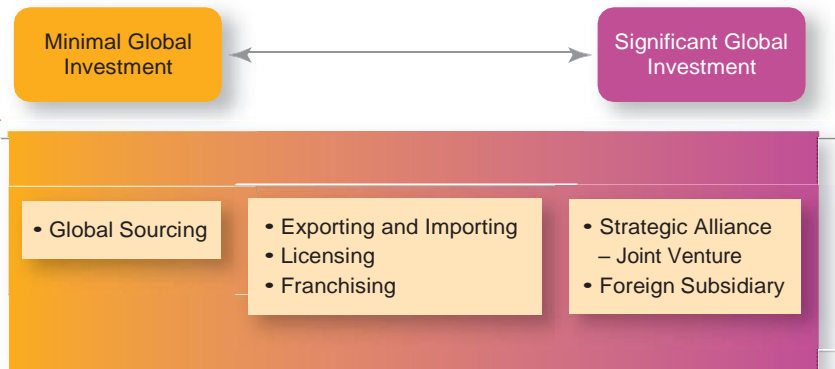 Minimal Global
Investment
Significant Global
Investment
• Global Sourcing
• Exporting and Importing
• Licensing
• Franchising
• Strategic Alliance
– Joint Venture
• Foreign Subsidiary